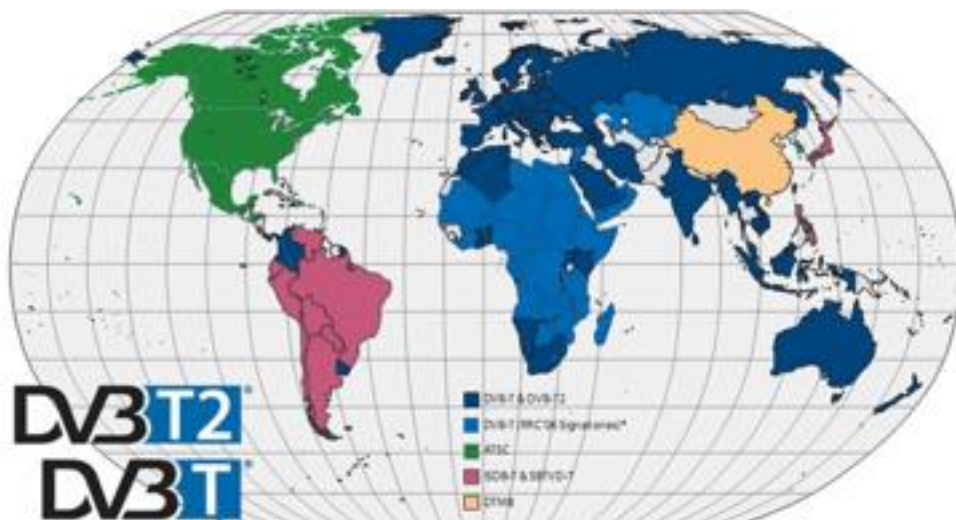 DVB T2®
DVB T®
DVB-T & DVB-T2
DVB-T (RRC'06 Signatories)*
ATSC
ISDB-T & SBTVD-T
DTMB